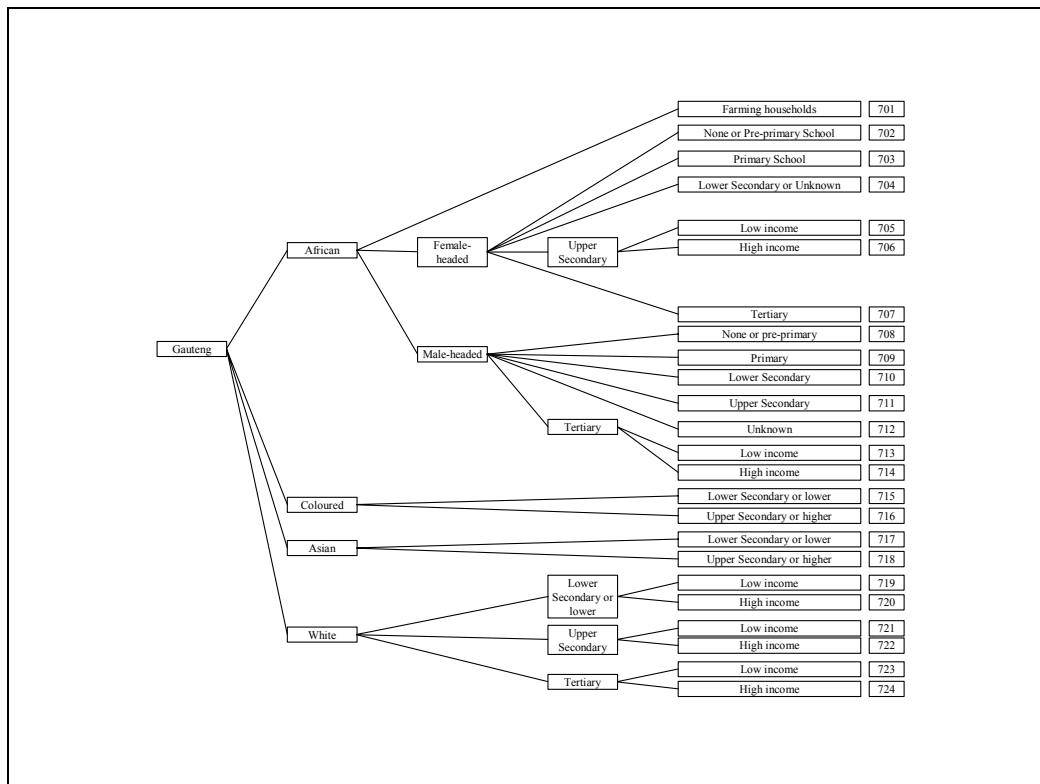 Farming households 701
None or Pre-primary School 702
Primary School 703
Lower Secondary or Unknown 704
Low income 705
African
Female-
headed
Upper
Secondary
High income 706
Tertiary 707
None or pre-primary 708
Gauteng
Male-headed
Primary 709
Lower Secondary 710
Upper Secondary 711
Tertiary
Unknown 712
Low income 713
High income 714
Lower Secondary or lower 715
Coloured
Upper Secondary or higher 716
Lower Secondary or lower 717
Asian
Upper Secondary or higher 718
Lower
Secondary or
lower
Low income 719
High income 720
White
Upper
Secondary
Low income 721
High income 722
Low income 723
Tertiary
High income 724